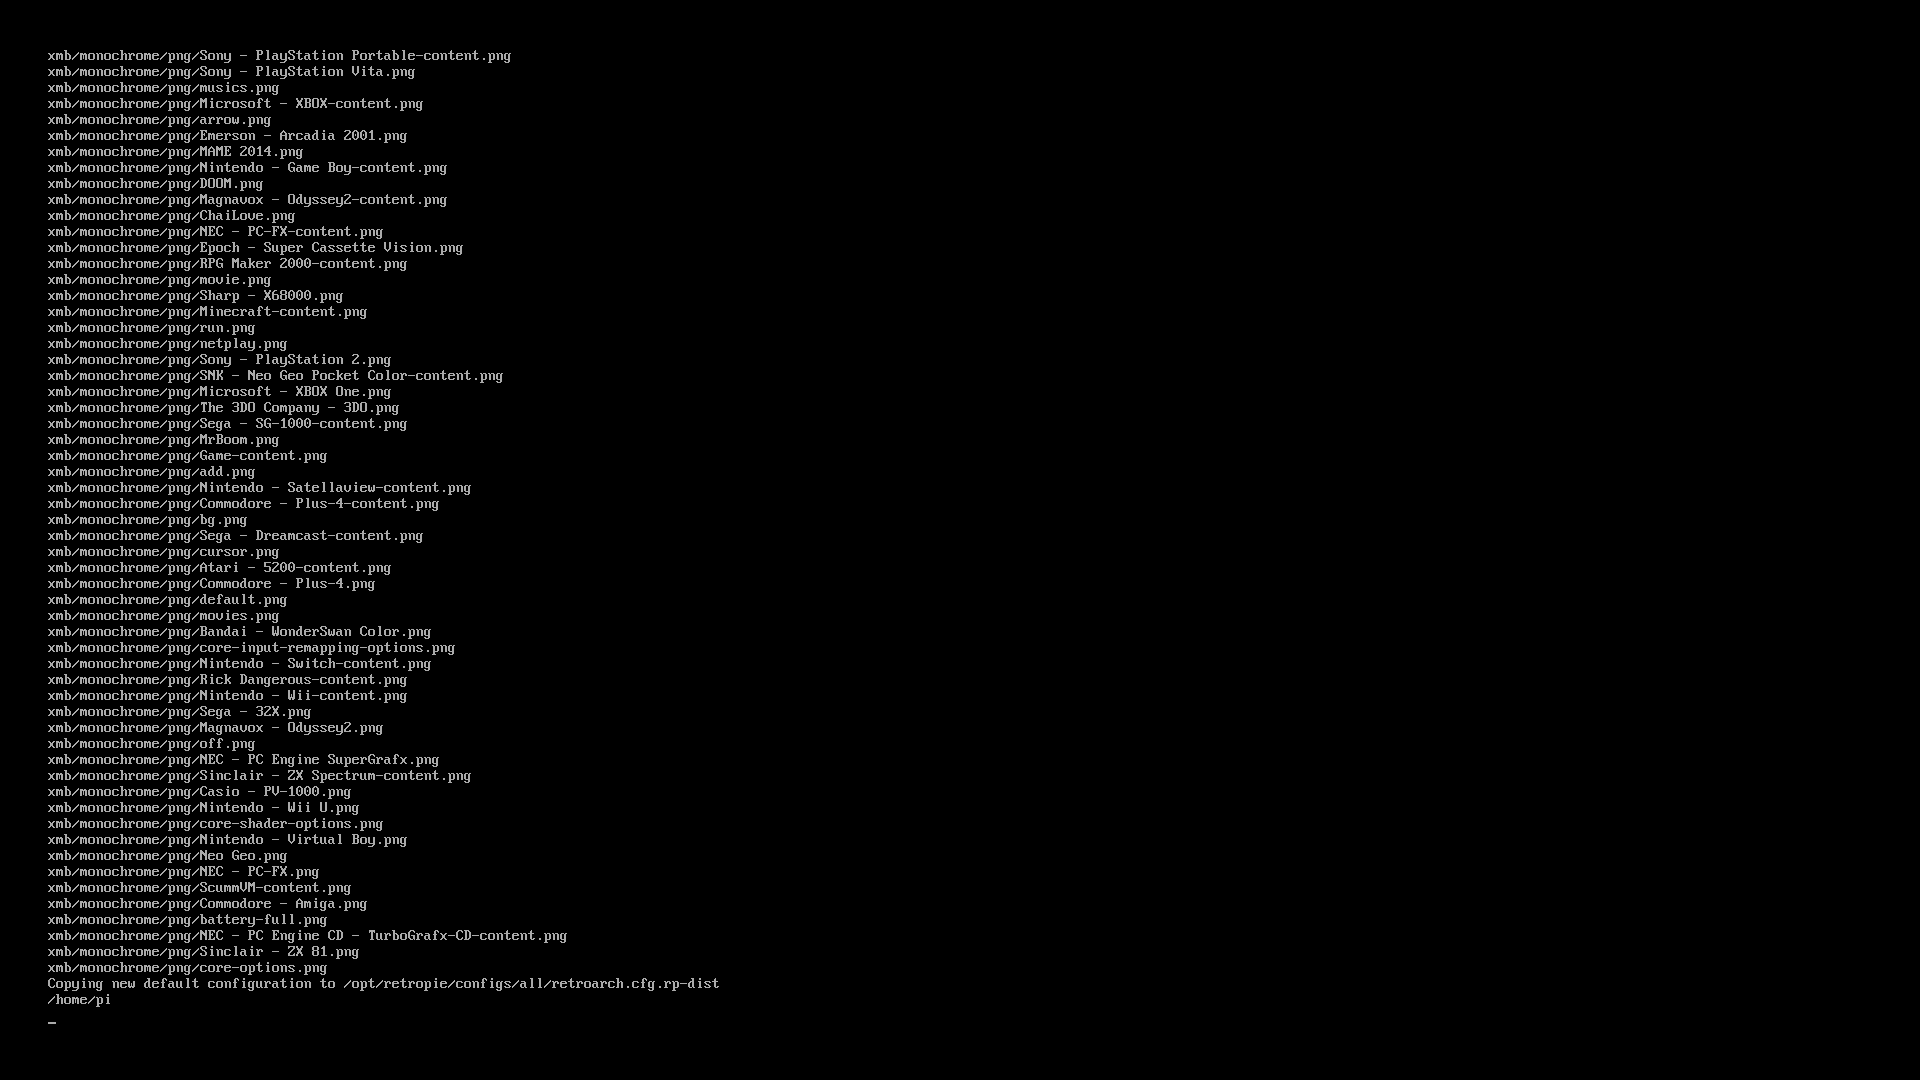 xmb/monochrome/png/Sony - PlayStation Portable-content.png
xmb/monochrome/png/Sony - PlayStation Vita.png
xmb/monochrome/png/musics.png
xmb/monochrome/png/Microsoft - XBOX-content.png
xmb/monochrome/png/arrow.png
xmb/monochrome/png/Emerson - Arcadia 2001.png
xmb/monochrome/png/MAME 2014.png
xmb/monochrome/png/Nintendo - Game Boy-content.png
xmb/monochrome/png/DOOM.png
xmb/monochrome/png/Magnavox - Odyssey2-content.png
xmb/monochrome/png/ChaiLove.png
xmb/monochrome/png/NEC - PC-FX-content.png
xmb/monochrome/png/Epoch - Super Cassette Vision.png
xmb/monochrome/png/RPG Maker 2000-content.png
xmb/monochrome/png/movie.png
xmb/monochrome/png/Sharp - X68000.png
xmb/monochrome/png/Minecraft-content.png
xmb/monochrome/png/run.png
xmb/monochrome/png/netplay.png
xmb/monochrome/png/Sony - PlayStation 2.png
xmb/monochrome/png/SNK - Neo Geo Pocket Color-content.png
xmb/monochrome/png/Microsoft - XBOX One.png
xmb/monochrome/png/The 3DO Company - 3DO.png
xmb/monochrome/png/Sega - SG-1000-content.png
xmb/monochrome/png/MrBoom.png
xmb/monochrome/png/Game-content.png
xmb/monochrome/png/add.png
xmb/monochrome/png/Nintendo - Satellaview-content.png
xmb/monochrome/png/Commodore - Plus-4-content.png
xmb/monochrome/png/bg.png
xmb/monochrome/png/Sega - Dreamcast-content.png
xmb/monochrome/png/cursor.png
xmb/monochrome/png/Atari - 5200-content.png
xmb/monochrome/png/Commodore - Plus-4.png
xmb/monochrome/png/default.png
xmb/monochrome/png/movies.png
xmb/monochrome/png/Bandai - WonderSwan Color.png
xmb/monochrome/png/core-input-remapping-options.png
xmb/monochrome/png/Nintendo - Switch-content.png
xmb/monochrome/png/Rick Dangerous-content.png
xmb/monochrome/png/Nintendo - Wii-content.png
xmb/monochrome/png/Sega - 32X.png
xmb/monochrome/png/Magnavox - Odyssey2.png
xmb/monochrome/png/off.png
xmb/monochrome/png/NEC - PC Engine SuperGrafx.png
xmb/monochrome/png/Sinclair - ZX Spectrum-content.png
xmb/monochrome/png/Casio - PV-1000.png
xmb/monochrome/png/Nintendo - Wii U.png
xmb/monochrome/png/core-shader-options.png
xmb/monochrome/png/Nintendo - Virtual Boy.png
xmb/monochrome/png/Neo Geo.png
xmb/monochrome/png/NEC - PC-FX.png
xmb/monochrome/png/ScummVM-content.png
xmb/monochrome/png/Commodore - Amiga.png
xmb/monochrome/png/battery-full.png
xmb/monochrome/png/NEC - PC Engine CD - TurboGrafx-CD-content.png
xmb/monochrome/png/Sinclair - ZX 81.png
xmb/monochrome/png/core-options.png
Copying new default configuration to /opt/retropie/configs/all/retroarch.cfg.rp-dist
/home/pi
_